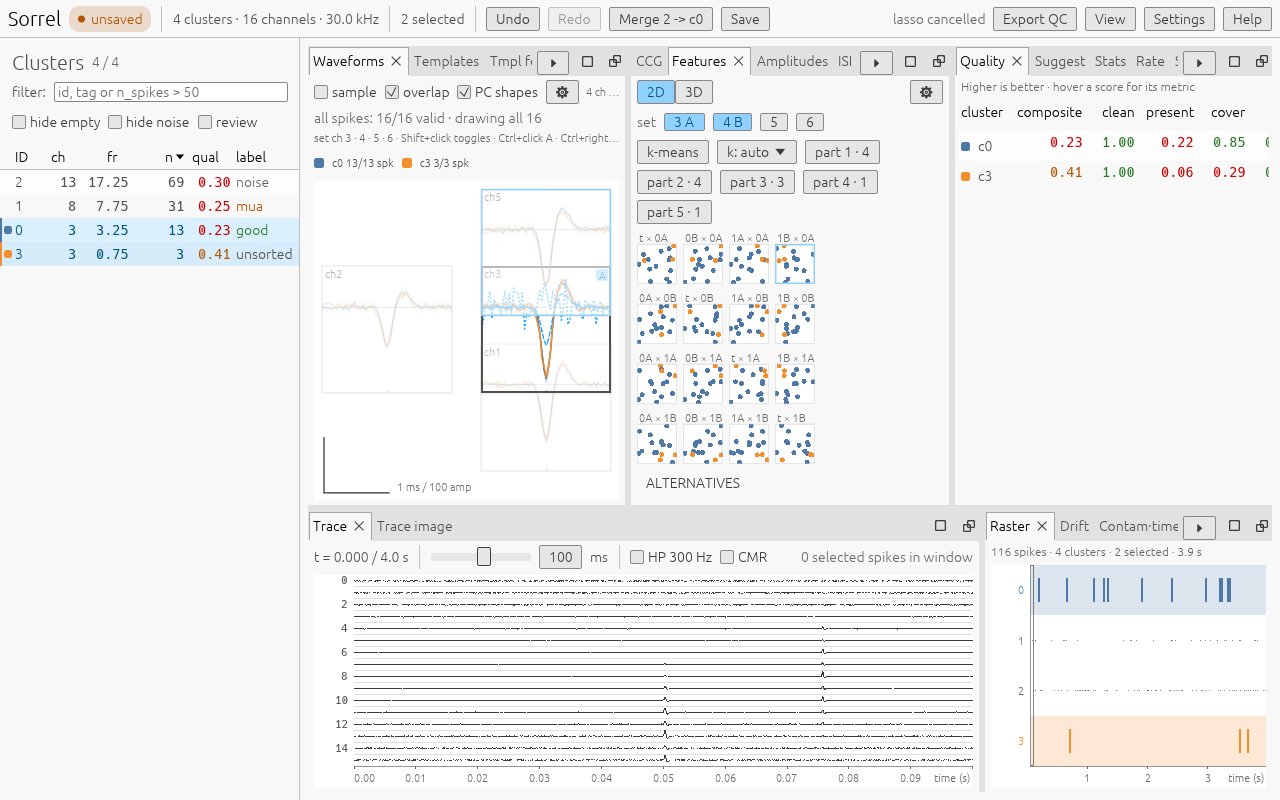 Sorrel ● unsaved 4 clusters · 16 channels · 30.0 kHz 2 selected Undo Redo Merge 2 -> c0 Save lasso cancelled Export QC View Settings Help
Clusters 4 / 4
filter: id, tag or n_spikes > 50
hide empty hide noise review
ID ch fr n qual label
2 13 17.25 69 0.30 noise
1 8 7.75 31 0.25 mua
0 3 3.25 13 0.23 good
3 3 0.75 3 0.41 unsorted
Waveforms Templates Tmpl f
sample overlap PC shapes 4 ch ...
all spikes: 16/16 valid · drawing all 16
set ch 3 · 4 · 5 · 6 · Shift+click toggles · Ctrl+click A · Ctrl+right...
c0 13/13 spk c3 3/3 spk
ch5
ch2
ch3 A
ch1
1 ms / 100 amp
CCG Features Amplitudes ISI
2D 3D
set 3 A 4 B 5 6
k-means k: auto part 1 · 4
part 2 · 4 part 3 · 3 part 4 · 1
part 5 · 1
t × 0A 0B × 0A 1A × 0A 1B × 0A
0A × 0B t × 0B 1A × 0B 1B × 0B
0A × 1A 0B × 1A t × 1A 1B × 1A
0A × 1B 0B × 1B 1A × 1B t × 1B
ALTERNATIVES
Quality Suggest Stats Rate
Higher is better · hover a score for its metric
cluster composite clean present cover
c0 0.23 1.00 0.22 0.85
c3 0.41 1.00 0.06 0.29
Trace Trace image
t = 0.000 / 4.0 s 100 ms HP 300 Hz CMR 0 selected spikes in window
0
2
4
6
8
10
12
14
0.00 0.01 0.02 0.03 0.04 0.05 0.06 0.07 0.08 0.09 time (s)
Raster Drift Contam·time
116 spikes · 4 clusters · 2 selected · 3.9 s
0
1
2
3
1 2 3 time (s)